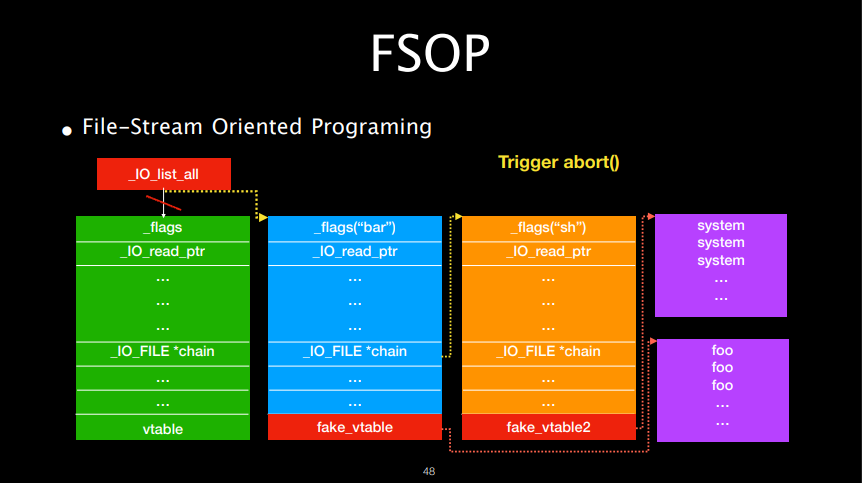 FSOP
• File-Stream Oriented Programing
Trigger abort()
_IO_list_all
_flags
_IO_read_ptr
...
...
...
_IO_FILE *chain
...
...
vtable
_flags(“bar”)
_IO_read_ptr
...
...
...
_IO_FILE *chain
...
...
fake_vtable
_flags(“sh”)
_IO_read_ptr
...
...
...
_IO_FILE *chain
...
...
fake_vtable2
system
system
system
...
...
foo
foo
foo
...
...
48